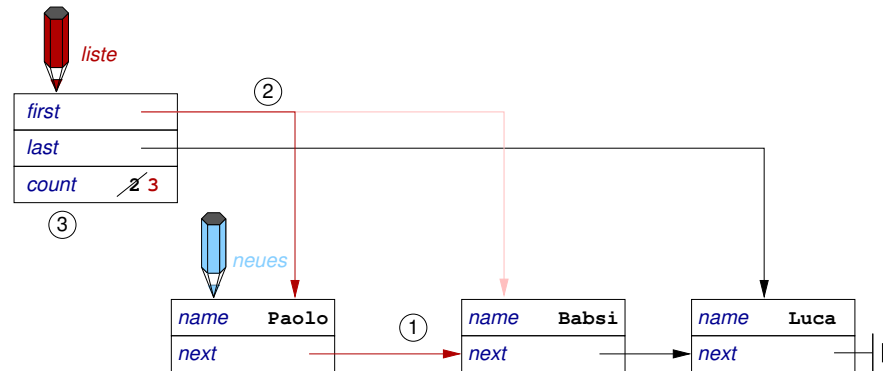 liste
②
first
last
count 2 3
③
neues
name Paolo
①
name Babsi
name Luca
next
next
next